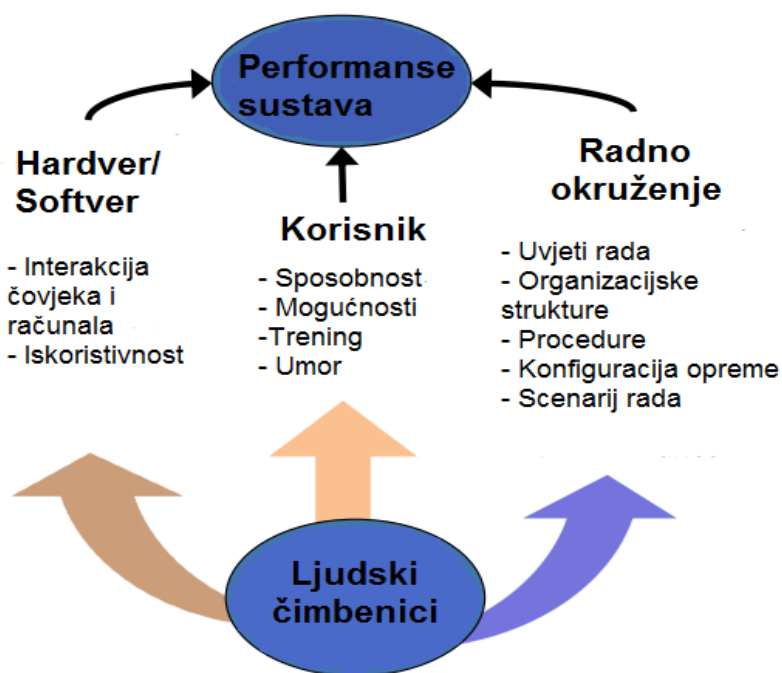 Performanse
sustava
Hardver/
Softver
- Interakcija
čovjeka i
računala
- Iskoristivnost
Korisnik
- Sposobnost
- Mogućnosti
-Trening
- Umor
Radno
okruženje
- Uvjeti rada
- Organizacijske
strukture
- Procedure
- Konfiguracija opreme
- Scenarij rada
Ljudski
čimbenici